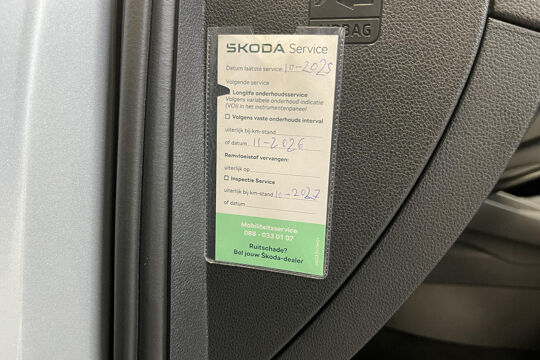 AIRBAG
ŠKODA Service
Datum laatste service: 10-2025
Volgende service
Longlife onderhoudsservice
Volgens variabele onderhoud indicatie
(VOI) in het instrumentenpaneel
Volgens vaste onderhouds interval
uiterlijk bij km-stand
of datum 11-2026
Remvloeistof vervangen:
uiterlijk op
Inspectie Service
uiterlijk bij km-stand 10-2027
of datum
Mobiliteitsservice
088 - 033 01 07
Ruitschade?
Bel jouw Škoda-dealer